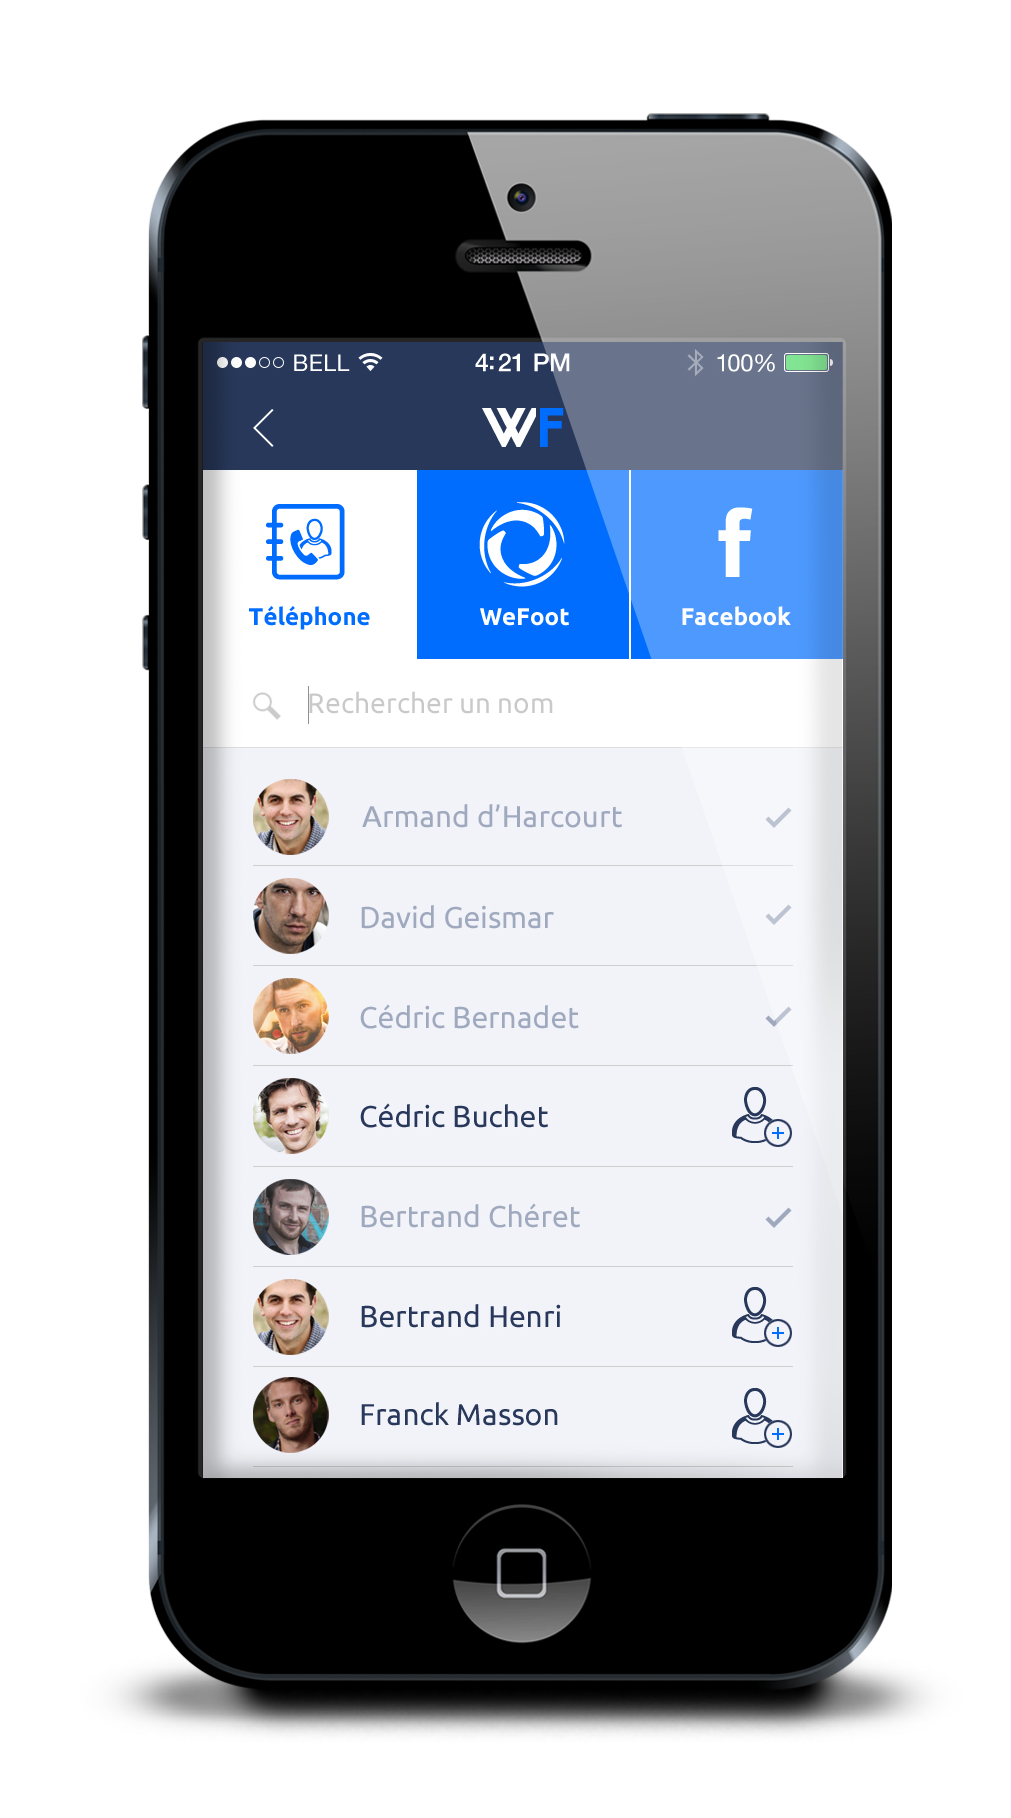 BELL 4:21 PM 100%
WF
Téléphone WeFoot Facebook
Rechercher un nom
Armand d’Harcourt
David Geismar
Cédric Bernadet
Cédric Buchet
Bertrand Chéret
Bertrand Henri
Franck Masson